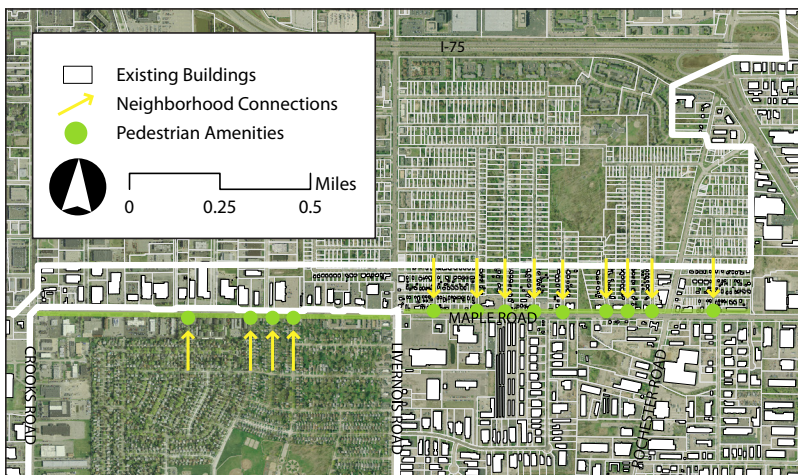 I-75
Existing Buildings
Neighborhood Connections
Pedestrian Amenities
Miles
0 0.25 0.5
MAPLE ROAD
CROOKS ROAD
LIVERNOIS ROAD
ROCHESTER ROAD